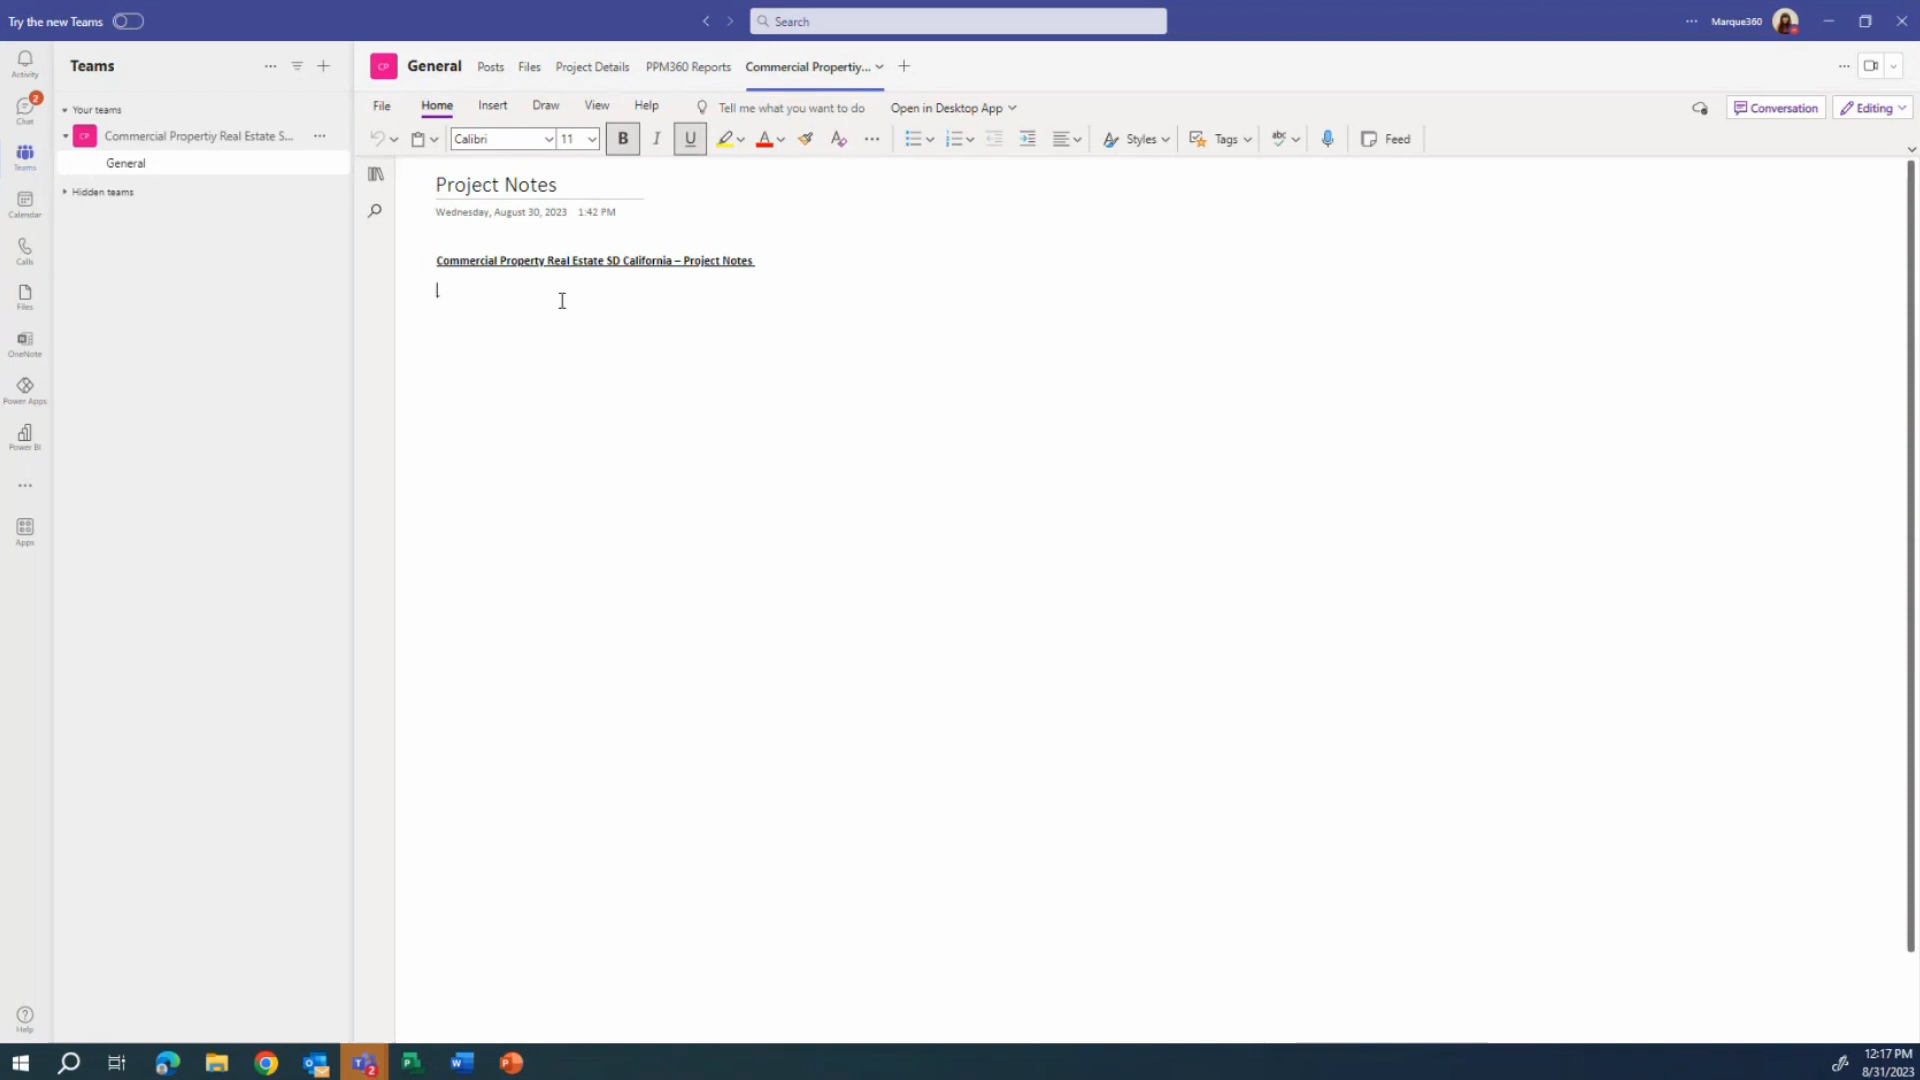 Try the new Teams
Search
Marque360
Activity
Chat
2
Teams
Calendar
Calls
Files
OneNote
Power Apps
Power BI
Apps
Help
Teams
Your teams
CP Commercial Propertiy Real Estate S...
General
Hidden teams
CP General Posts Files Project Details PPM360 Reports Commercial Propertiy...
File Home Insert Draw View Help Tell me what you want to do Open in Desktop App Conversation Editing
Calibri 11 B I U A Styles Tags abc Feed
Project Notes
Wednesday, August 30, 2023 1:42 PM
Commercial Property Real Estate SD California – Project Notes
12:17 PM
8/31/2023